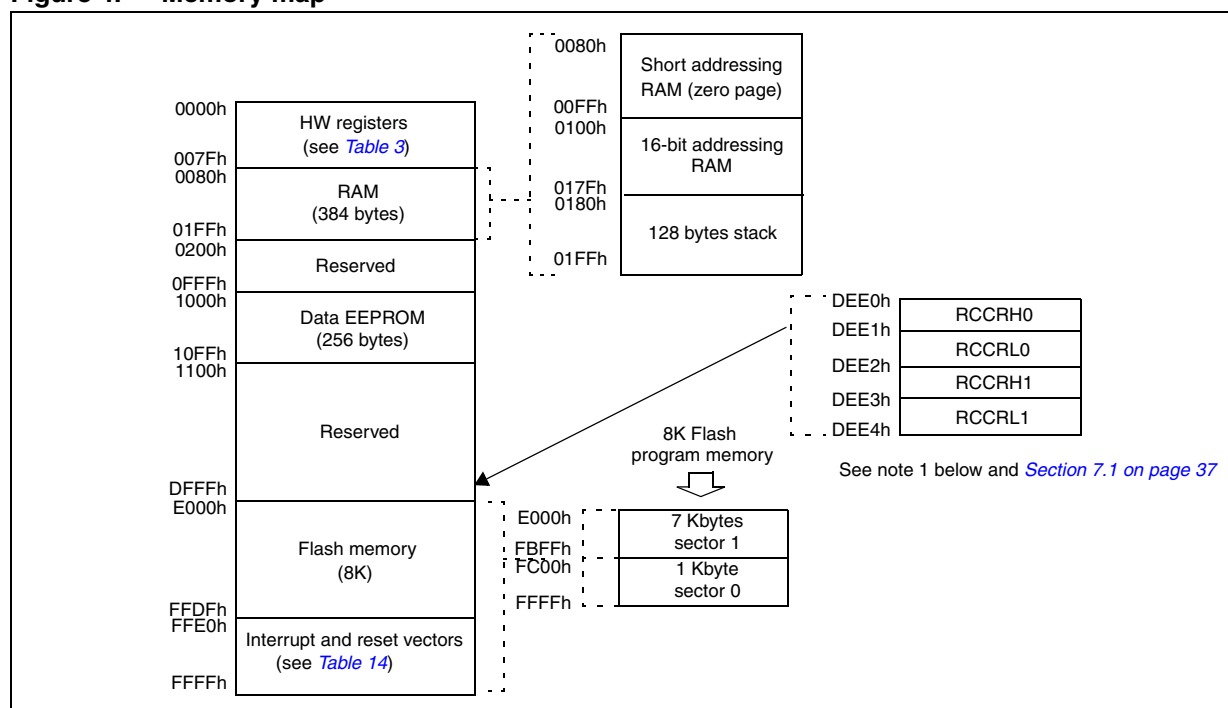 Figure 4. Memory map
0000h
HW registers
(see Table 3)
007Fh
0080h
RAM
(384 bytes)
01FFh
0200h
Reserved
0FFFh
1000h
Data EEPROM
(256 bytes)
10FFh
1100h
Reserved
DFFFh
E000h
Flash memory
(8K)
FFDFh
FFE0h
Interrupt and reset vectors
(see Table 14)
FFFFh
0080h
Short addressing
RAM (zero page)
00FFh
0100h
16-bit addressing
RAM
017Fh
0180h
128 bytes stack
01FFh
DEE0h
RCCRH0
DEE1h
RCCRL0
DEE2h
RCCRH1
DEE3h
RCCRL1
DEE4h
See note 1 below and Section 7.1 on page 37
8K Flash
program memory
E000h
7 Kbytes
sector 1
FBFFh
FC00h
1 Kbyte
sector 0
FFFFh